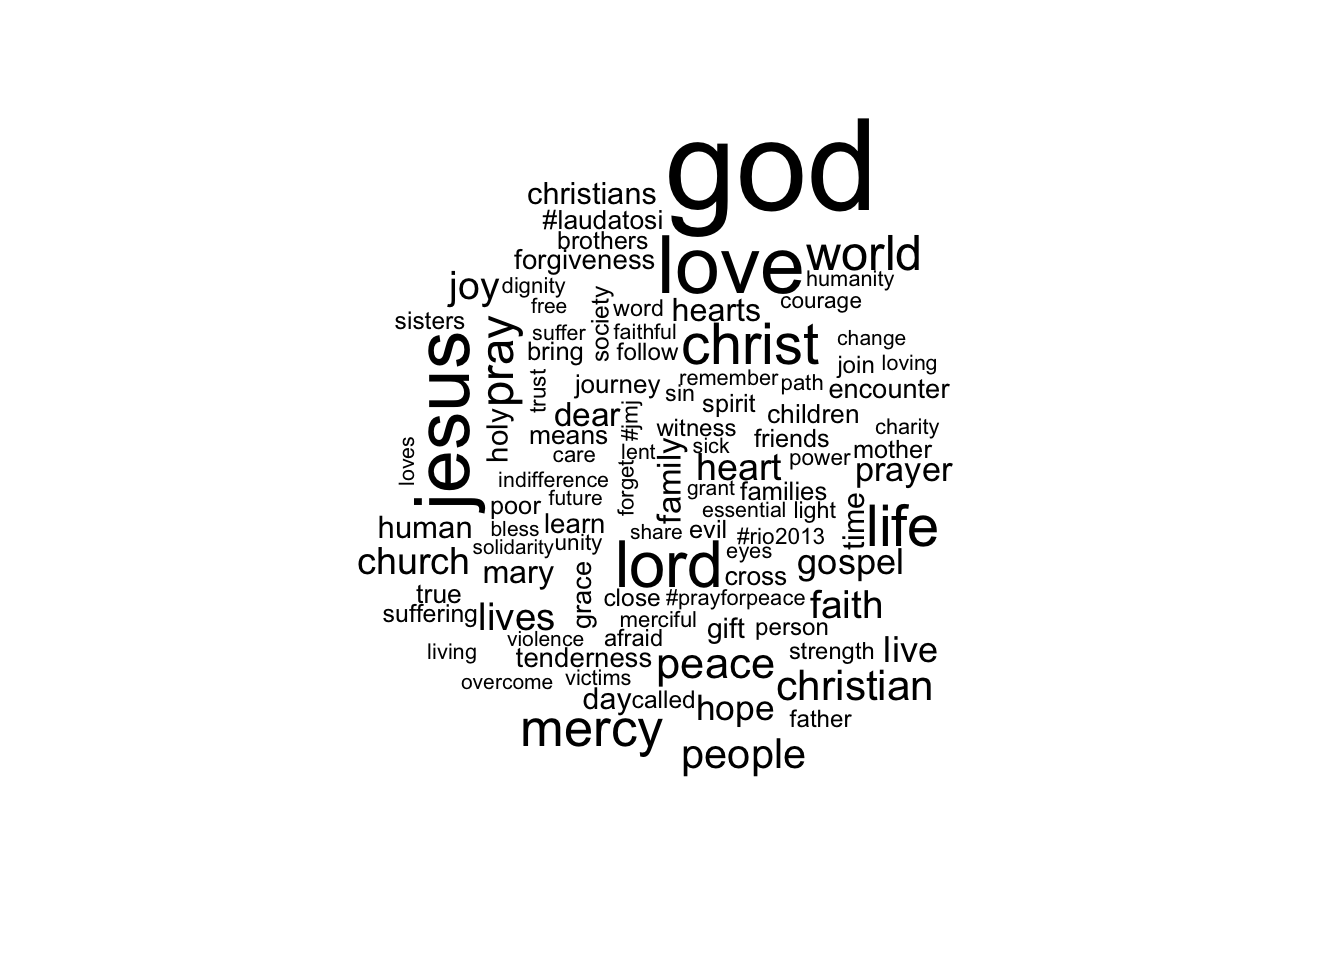 god
christians
#laudatosi
brothers
forgiveness
love
world
humanity
joy
dignity
free
society
word
hearts
courage
sisters
suffer
faithful
christ
change
jesus
pray
bring
follow
join
loving
trust
journey
remember
path
encounter
sin
spirit
holy
dear
#jmj
children
means
witness
friends
charity
loves
care
lent
sick
family
heart
power
mother
prayer
indifference
forget
grant
families
poor
future
essential
light
time
life
human
bless
learn
share
evil
#rio2013
solidarity
unity
lord
eyes
church
mary
grace
cross
gospel
true
close
#prayforpeace
faith
suffering
lives
merciful
gift
person
violence
afraid
living
tenderness
peace
strength
live
overcome
victims
christian
day
called
hope
father
mercy
people